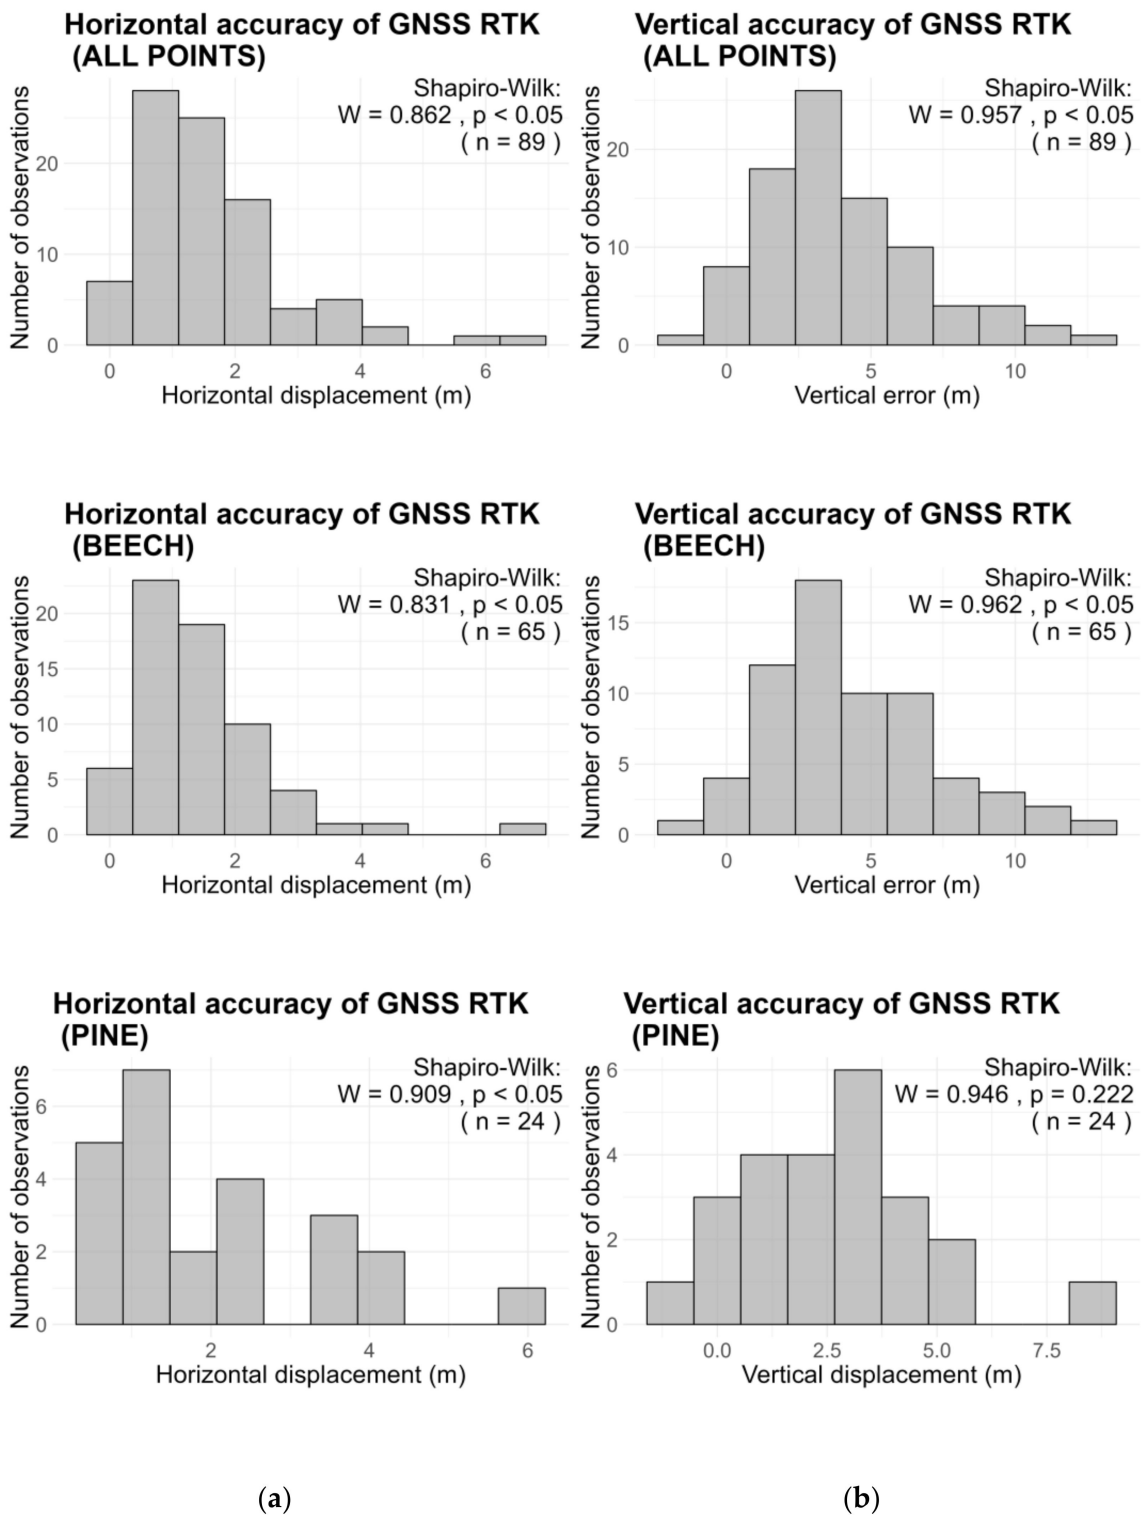 Horizontal accuracy of GNSS RTK
(ALL POINTS)
Shapiro-Wilk:
W = 0.862 , p < 0.05
( n = 89 )
Number of observations
20
10
0
0 2 4 6
Horizontal displacement (m)
Vertical accuracy of GNSS RTK
(ALL POINTS)
Shapiro-Wilk:
W = 0.957 , p < 0.05
( n = 89 )
Number of observations
20
10
0
0 5 10
Vertical error (m)
Horizontal accuracy of GNSS RTK
(BEECH)
Shapiro-Wilk:
W = 0.831 , p < 0.05
( n = 65 )
Number of observations
20
15
10
5
0
0 2 4 6
Horizontal displacement (m)
Vertical accuracy of GNSS RTK
(BEECH)
Shapiro-Wilk:
W = 0.962 , p < 0.05
( n = 65 )
Number of observations
15
10
5
0
0 5 10
Vertical error (m)
Horizontal accuracy of GNSS RTK
(PINE)
Shapiro-Wilk:
W = 0.909 , p < 0.05
( n = 24 )
Number of observations
6
4
2
0
2 4 6
Horizontal displacement (m)
Vertical accuracy of GNSS RTK
(PINE)
Shapiro-Wilk:
W = 0.946 , p = 0.222
( n = 24 )
Number of observations
6
4
2
0
0.0 2.5 5.0 7.5
Vertical displacement (m)
(a)
(b)